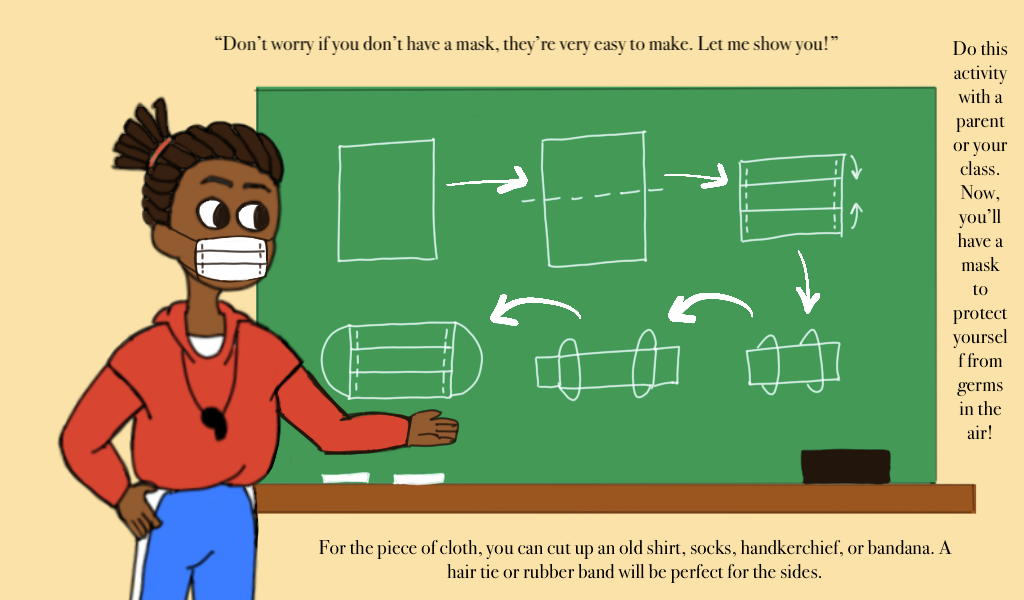 “Don’t worry if you don’t have a mask, they’re very easy to make. Let me show you!”
Do this
activity
with a
parent
or your
class.
Now,
you’ll
have a
mask
to
protect
yoursel
f from
germs
in the
air!
For the piece of cloth, you can cut up an old shirt, socks, handkerchief, or bandana. A
hair tie or rubber band will be perfect for the sides.